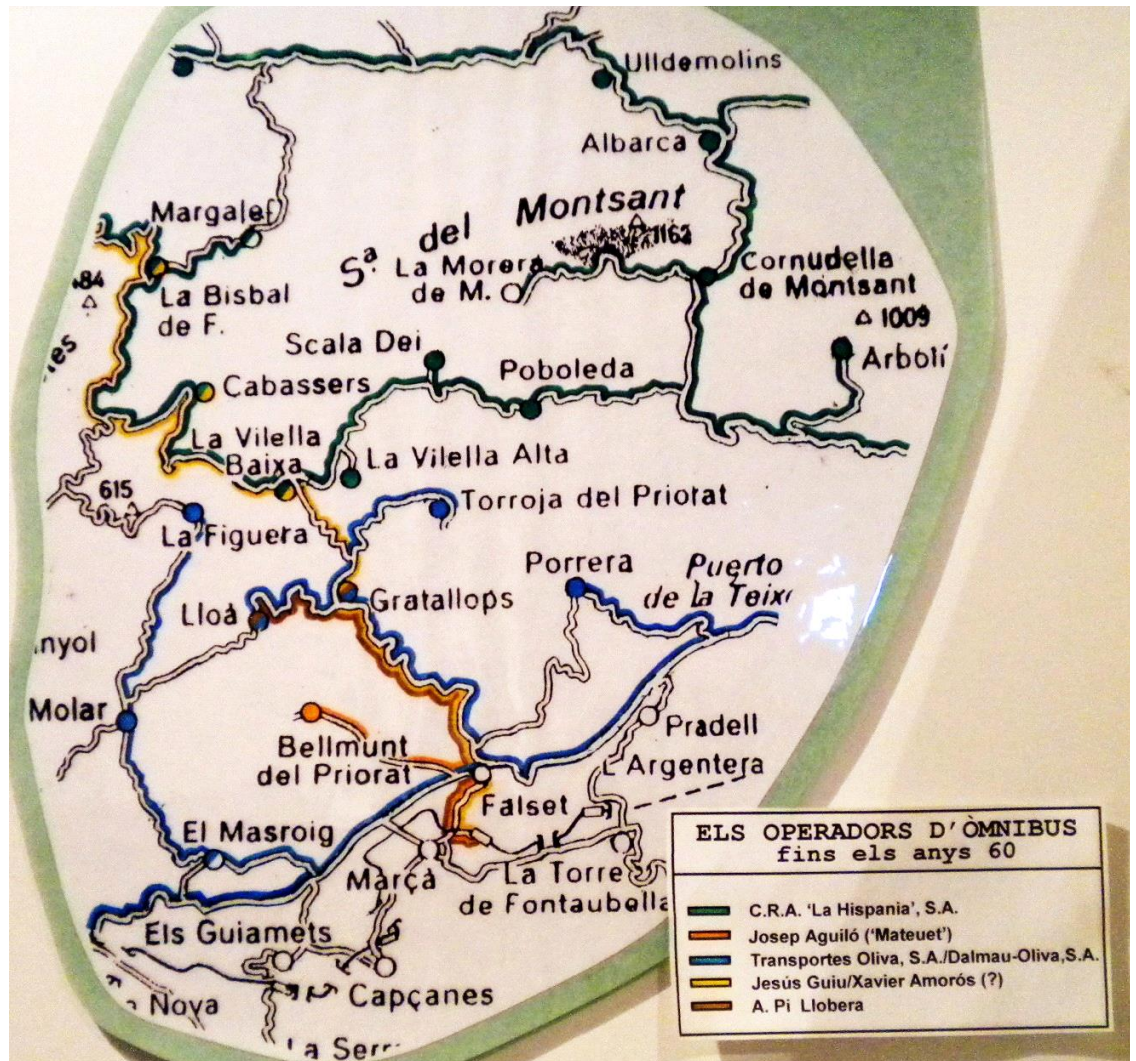 Ulldemolins
Albarca
Margalef
Sª. del Montsant
1162
La Morera
de M.
Cornudella
de Montsant
484
La Bisbal
de F.
1009
Scala Dei
Arbolí
Cabassers
Poboleda
La Vilella
Baixa
La Vilella Alta
615
Torroja del Priorat
La Figuera
Porrera
Puerto
de la Teixe
Lloà
Gratallops
Molar
Pradell
Bellmunt
del Priorat
L'Argentera
Falset
El Masroig
Marçà
La Torre
de Fontaubella
Els Guiamets
Capçanes
Nova
La Serr
ELS OPERADORS D'ÒMNIBUS
fins els anys 60
C.R.A. 'La Hispania', S.A.
Josep Aguiló ('Mateuet')
Transportes Oliva, S.A./Dalmau-Oliva,S.A.
Jesús Guiu/Xavier Amorós (?)
A. Pi Llobera